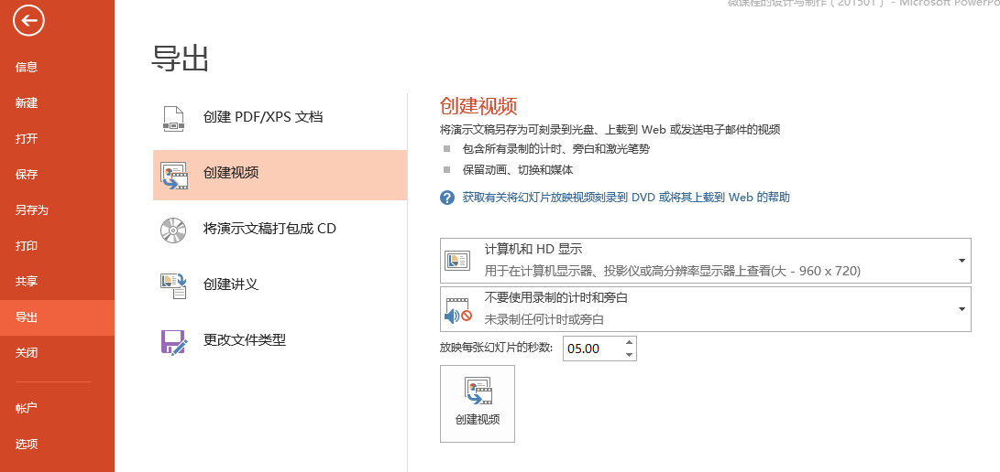 微课程的设计与制作（201501） - Microsoft PowerPo
信息
新建
打开
保存
另存为
打印
共享
导出
关闭
帐户
选项
导出
创建 PDF/XPS 文档
创建视频
将演示文稿打包成 CD
创建讲义
更改文件类型
创建视频
将演示文稿另存为可刻录到光盘、上载到 Web 或发送电子邮件的视频
包含所有录制的计时、旁白和激光笔势
保留动画、切换和媒体
获取有关将幻灯片放映视频刻录到 DVD 或将其上载到 Web 的帮助
计算机和 HD 显示
用于在计算机显示器、投影仪或高分辨率显示器上查看(大 - 960 x 720)
不要使用录制的计时和旁白
未录制任何计时或旁白
放映每张幻灯片的秒数: 05.00
创建视频